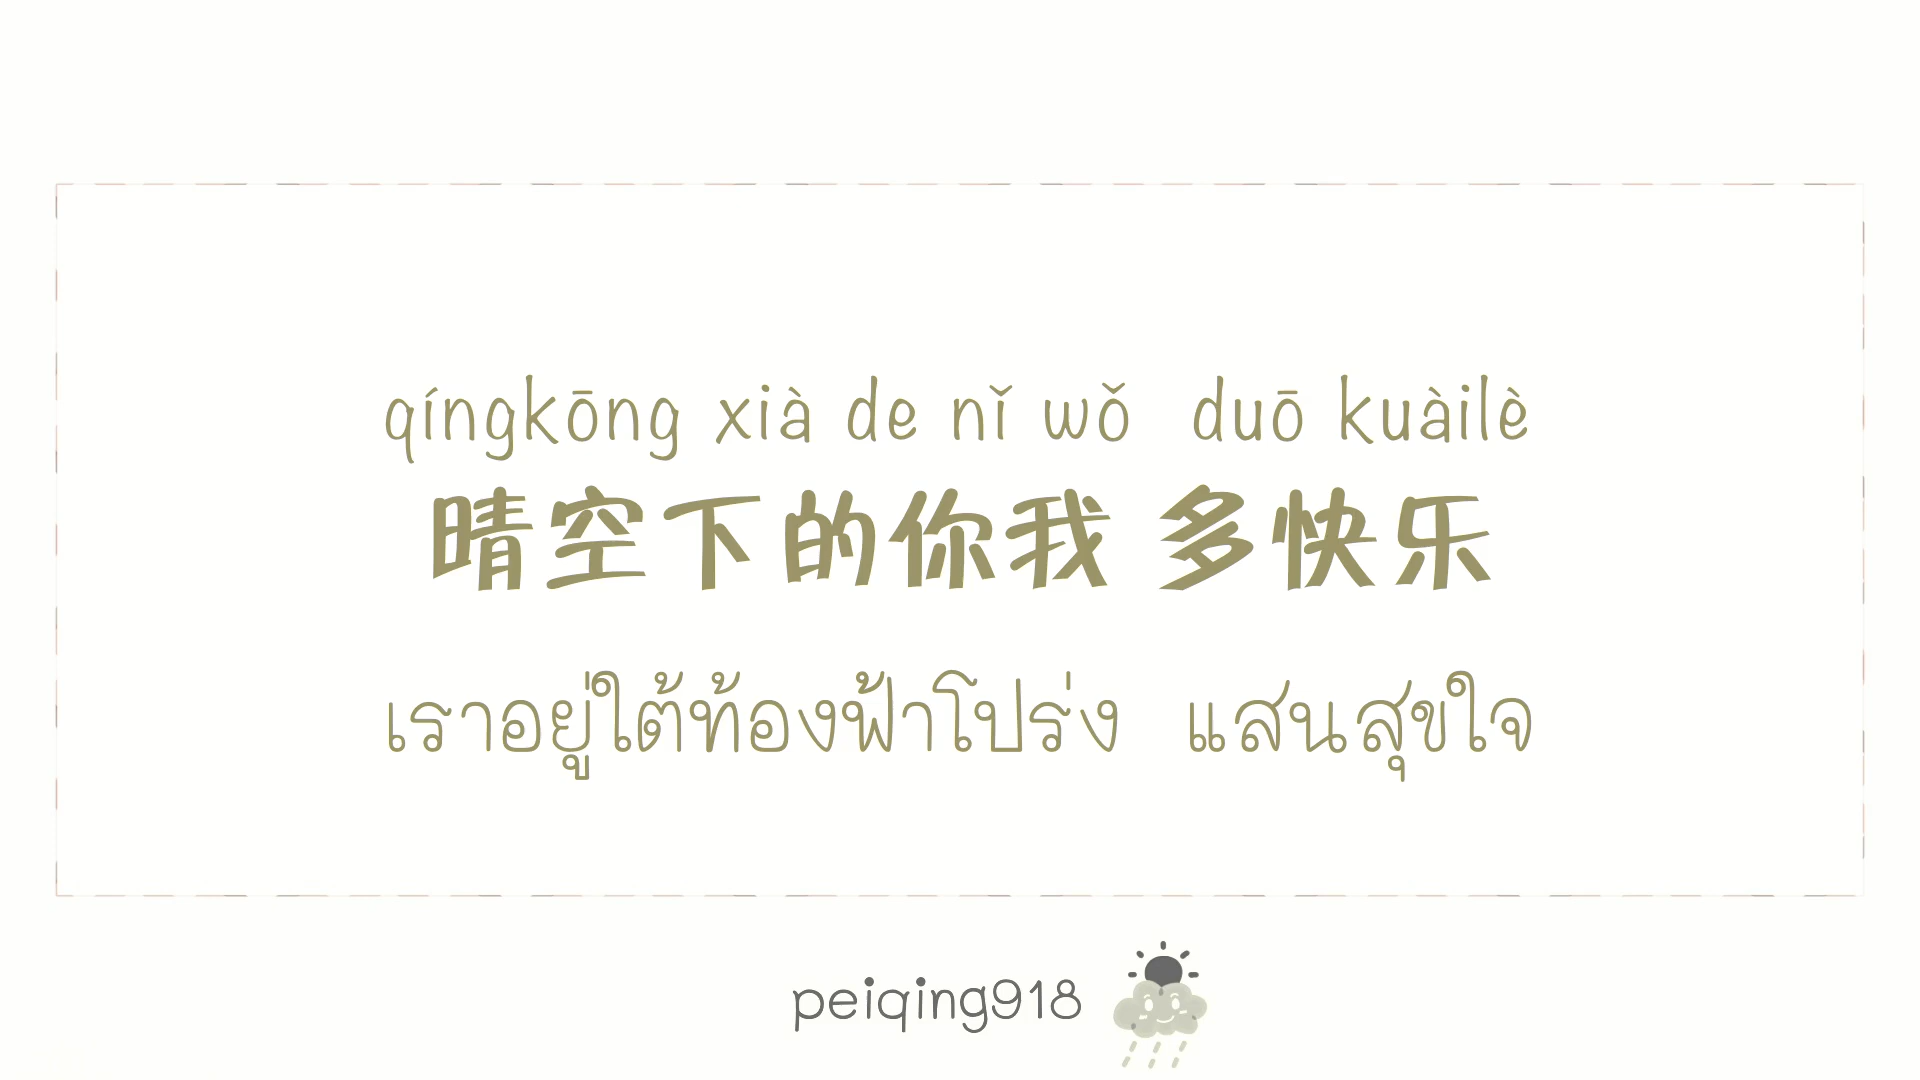 qíngkōng xià de nǐ wǒ  duō kuàilè
晴空下的你我 多快乐
เราอยู่ใต้ท้องฟ้าโปร่ง  แสนสุขใจ
peiqing918